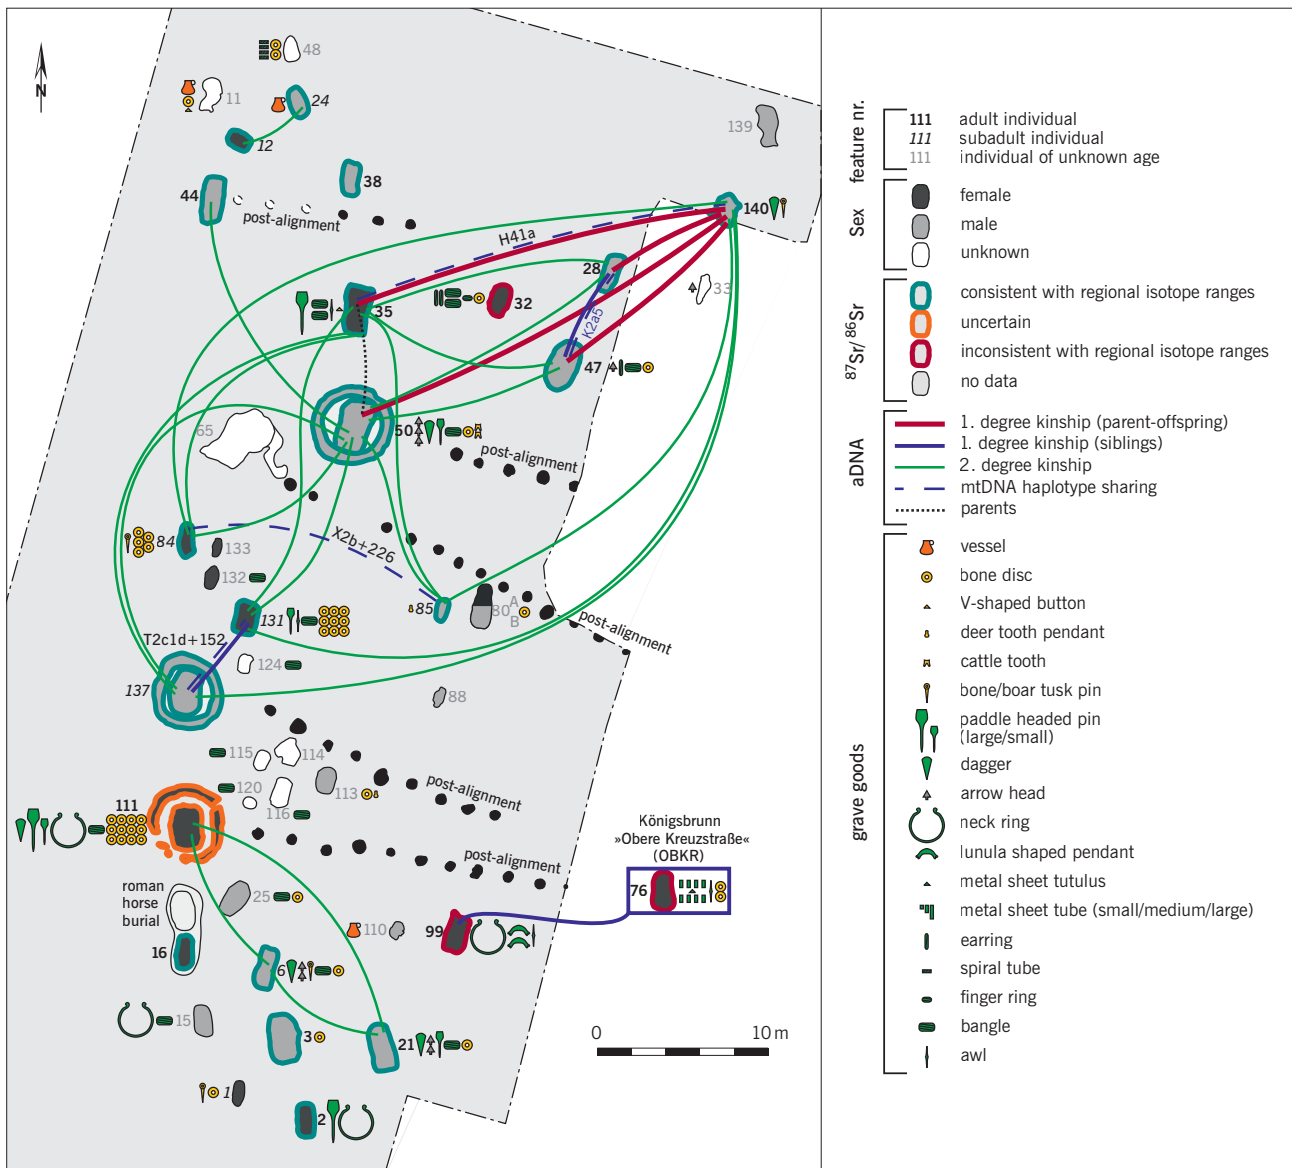 48
11
24
12
139
N
44
38
post-alignment
140
H41a
28
33
35
32
K2a5
47
65
50
post-alignment
84
133
X2b+226
132
85
80
A
B
131
T2c1d+152
post-alignment
124
137
88
115
114
120
113
post-alignment
116
111
Königsbrunn
»Obere Kreuzstraße«
(OBKR)
post-alignment
76
roman
horse
burial
25
110
99
16
6
15
3
21
0
10 m
1
2
feature nr.
111 adult individual
111 subadult individual
111 individual of unknown age
Sex
female
male
unknown
87Sr/ 86Sr
consistent with regional isotope ranges
uncertain
inconsistent with regional isotope ranges
no data
aDNA
1. degree kinship (parent-offspring)
1. degree kinship (siblings)
2. degree kinship
mtDNA haplotype sharing
parents
grave goods
vessel
bone disc
V-shaped button
deer tooth pendant
cattle tooth
bone/boar tusk pin
paddle headed pin
(large/small)
dagger
arrow head
neck ring
lunula shaped pendant
metal sheet tutulus
metal sheet tube (small/medium/large)
earring
spiral tube
finger ring
bangle
awl